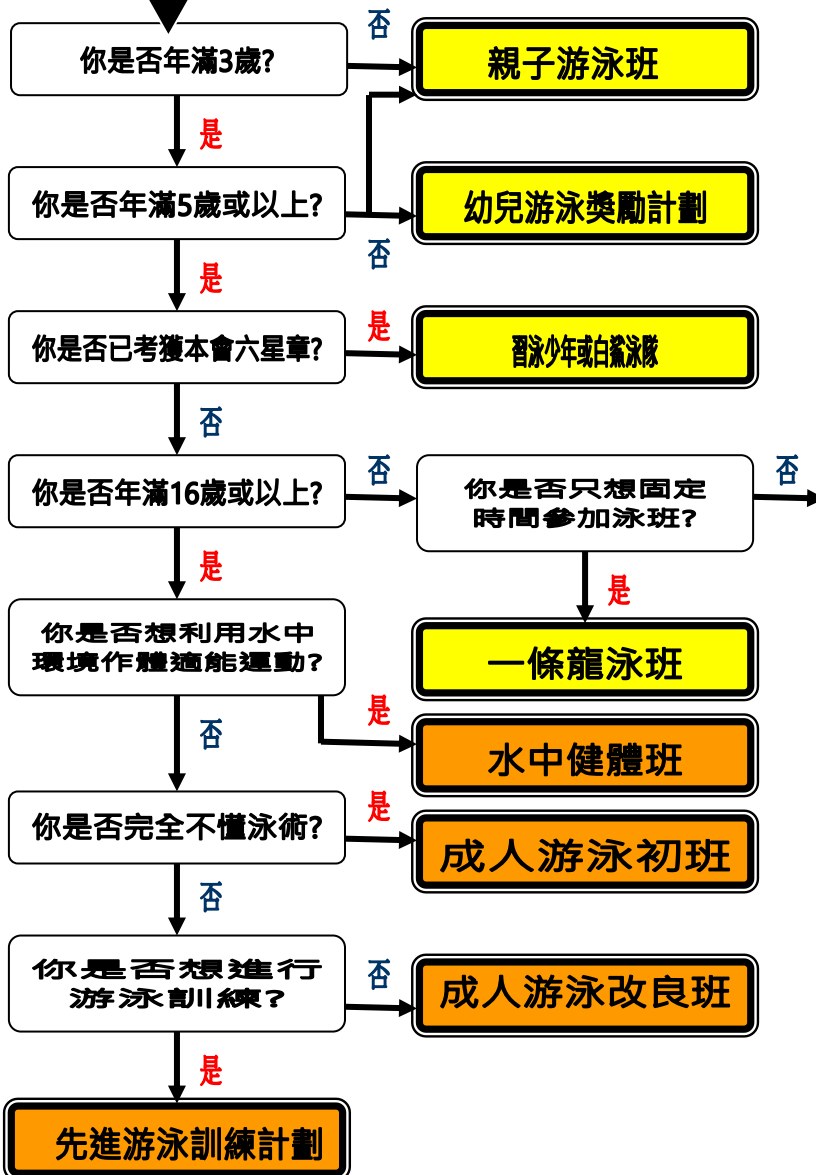 否
你是否年滿3歲?
親子游泳班
是
你是否年滿5歲或以上?
幼兒游泳獎勵計劃
否
是
你是否已考獲本會六星章?
是
習泳少年或白鯊泳隊
否
你是否年滿16歲或以上?
否
你是否只想固定
時間參加泳班?
否
是
是
你是否想利用水中
環境作體適能運動?
一條龍泳班
是
水中健體班
否
你是否完全不懂泳術?
是
成人游泳初班
否
你是否想進行
游泳訓練?
否
成人游泳改良班
是
先進游泳訓練計劃